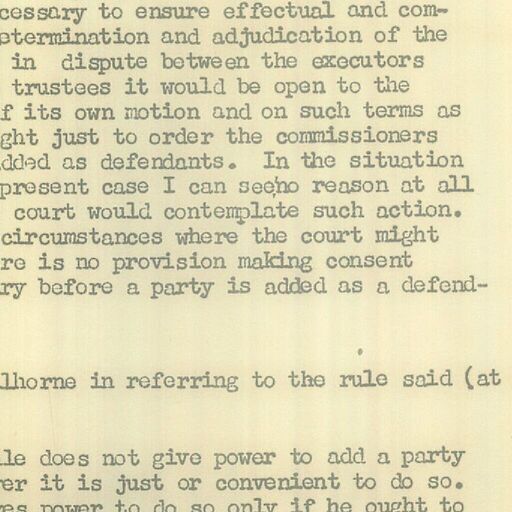 cessary to ensure effectual and com-
etermination and adjudication of the
in dispute between the executors
trustees it would be open to the
f its own motion and on such terms as
ght just to order the commissioners
dded as defendants. In the situation
present case I can see no reason at all
court would contemplate such action.
circumstances where the court might
re is no provision making consent
ry before a party is added as a defend-
lhorne in referring to the rule said (at
le does not give power to add a party
er it is just or convenient to do so.
es power to do so only if he ought to